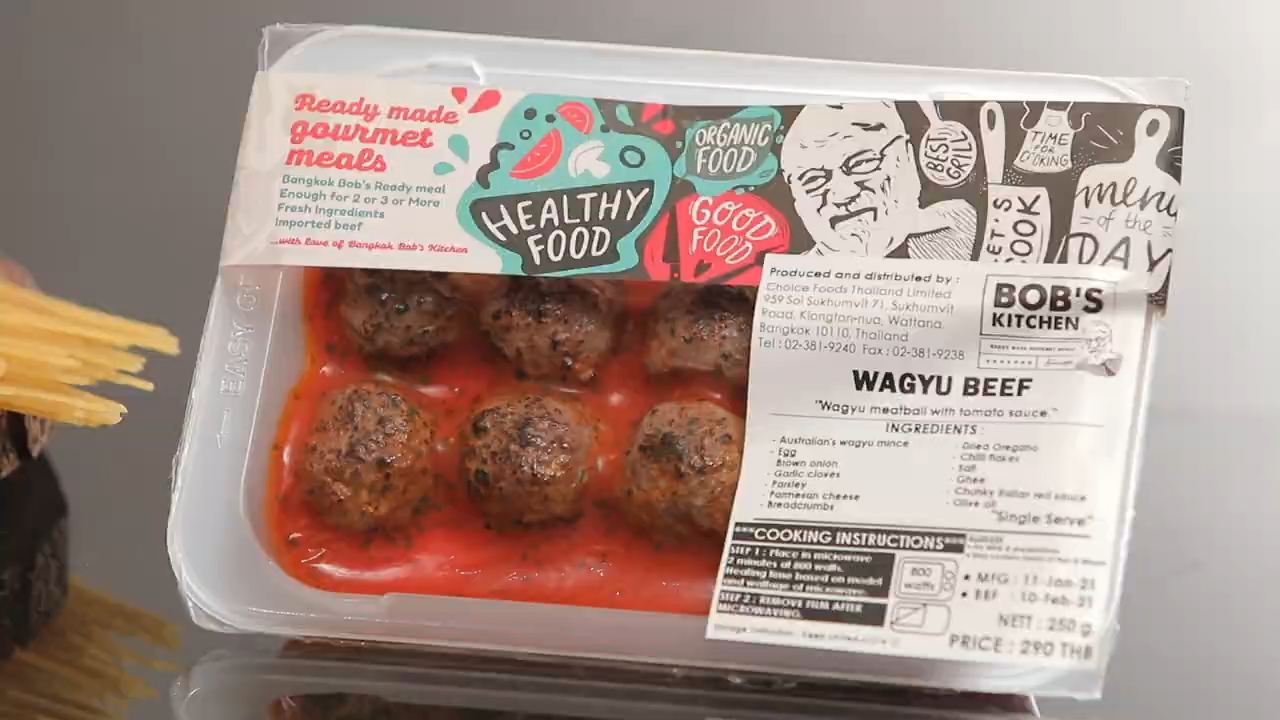 Ready made
gourmet
meals
Bangkok Bob's Ready meal
Enough for 2 or 3 or More
Fresh Ingredients
Imported beef
...with Love of Bangkok Bob's Kitchen
HEALTHY
FOOD
ORGANIC
FOOD
GOOD
FOOD
BEST
GRILL
TIME
FOR
COOKING
ET'S
OOK
menu
of the
DAY
EASY
Produced and distributed by :
Choice Foods Thailand Limited
959 Soi Sukhumvit 71, Sukhumvit
Road, Klongtan-nua, Wattana,
Bangkok 10110, Thailand
Tel : 02-381-9240 Fax : 02-381-9238
BOB'S
KITCHEN
WAGYU BEEF
"Wagyu meatball with tomato sauce."
INGREDIENTS :
- Australian's wagyu mince
- Egg
Brown onion
- Garlic cloves
- Parsley
- Parmesan cheese
- Breadcrumbs
- Dried Oregano
- Chilli flakes
- Salt
- Ghee
- Chunky Italian red sauce
- Olive oil
"Single Serve"
***COOKING INSTRUCTIONS***
STEP 1 : Place in microwave
2 minutes at 800 watts.
Heating time based on model
and wattage of microwave.
STEP 2 : REMOVE FILM AFTER
MICROWAVING.
800
watts
• MFG : 11-Jan-21
• BBF : 10-Feb-21
NETT : 250 g
PRICE : 290 THB